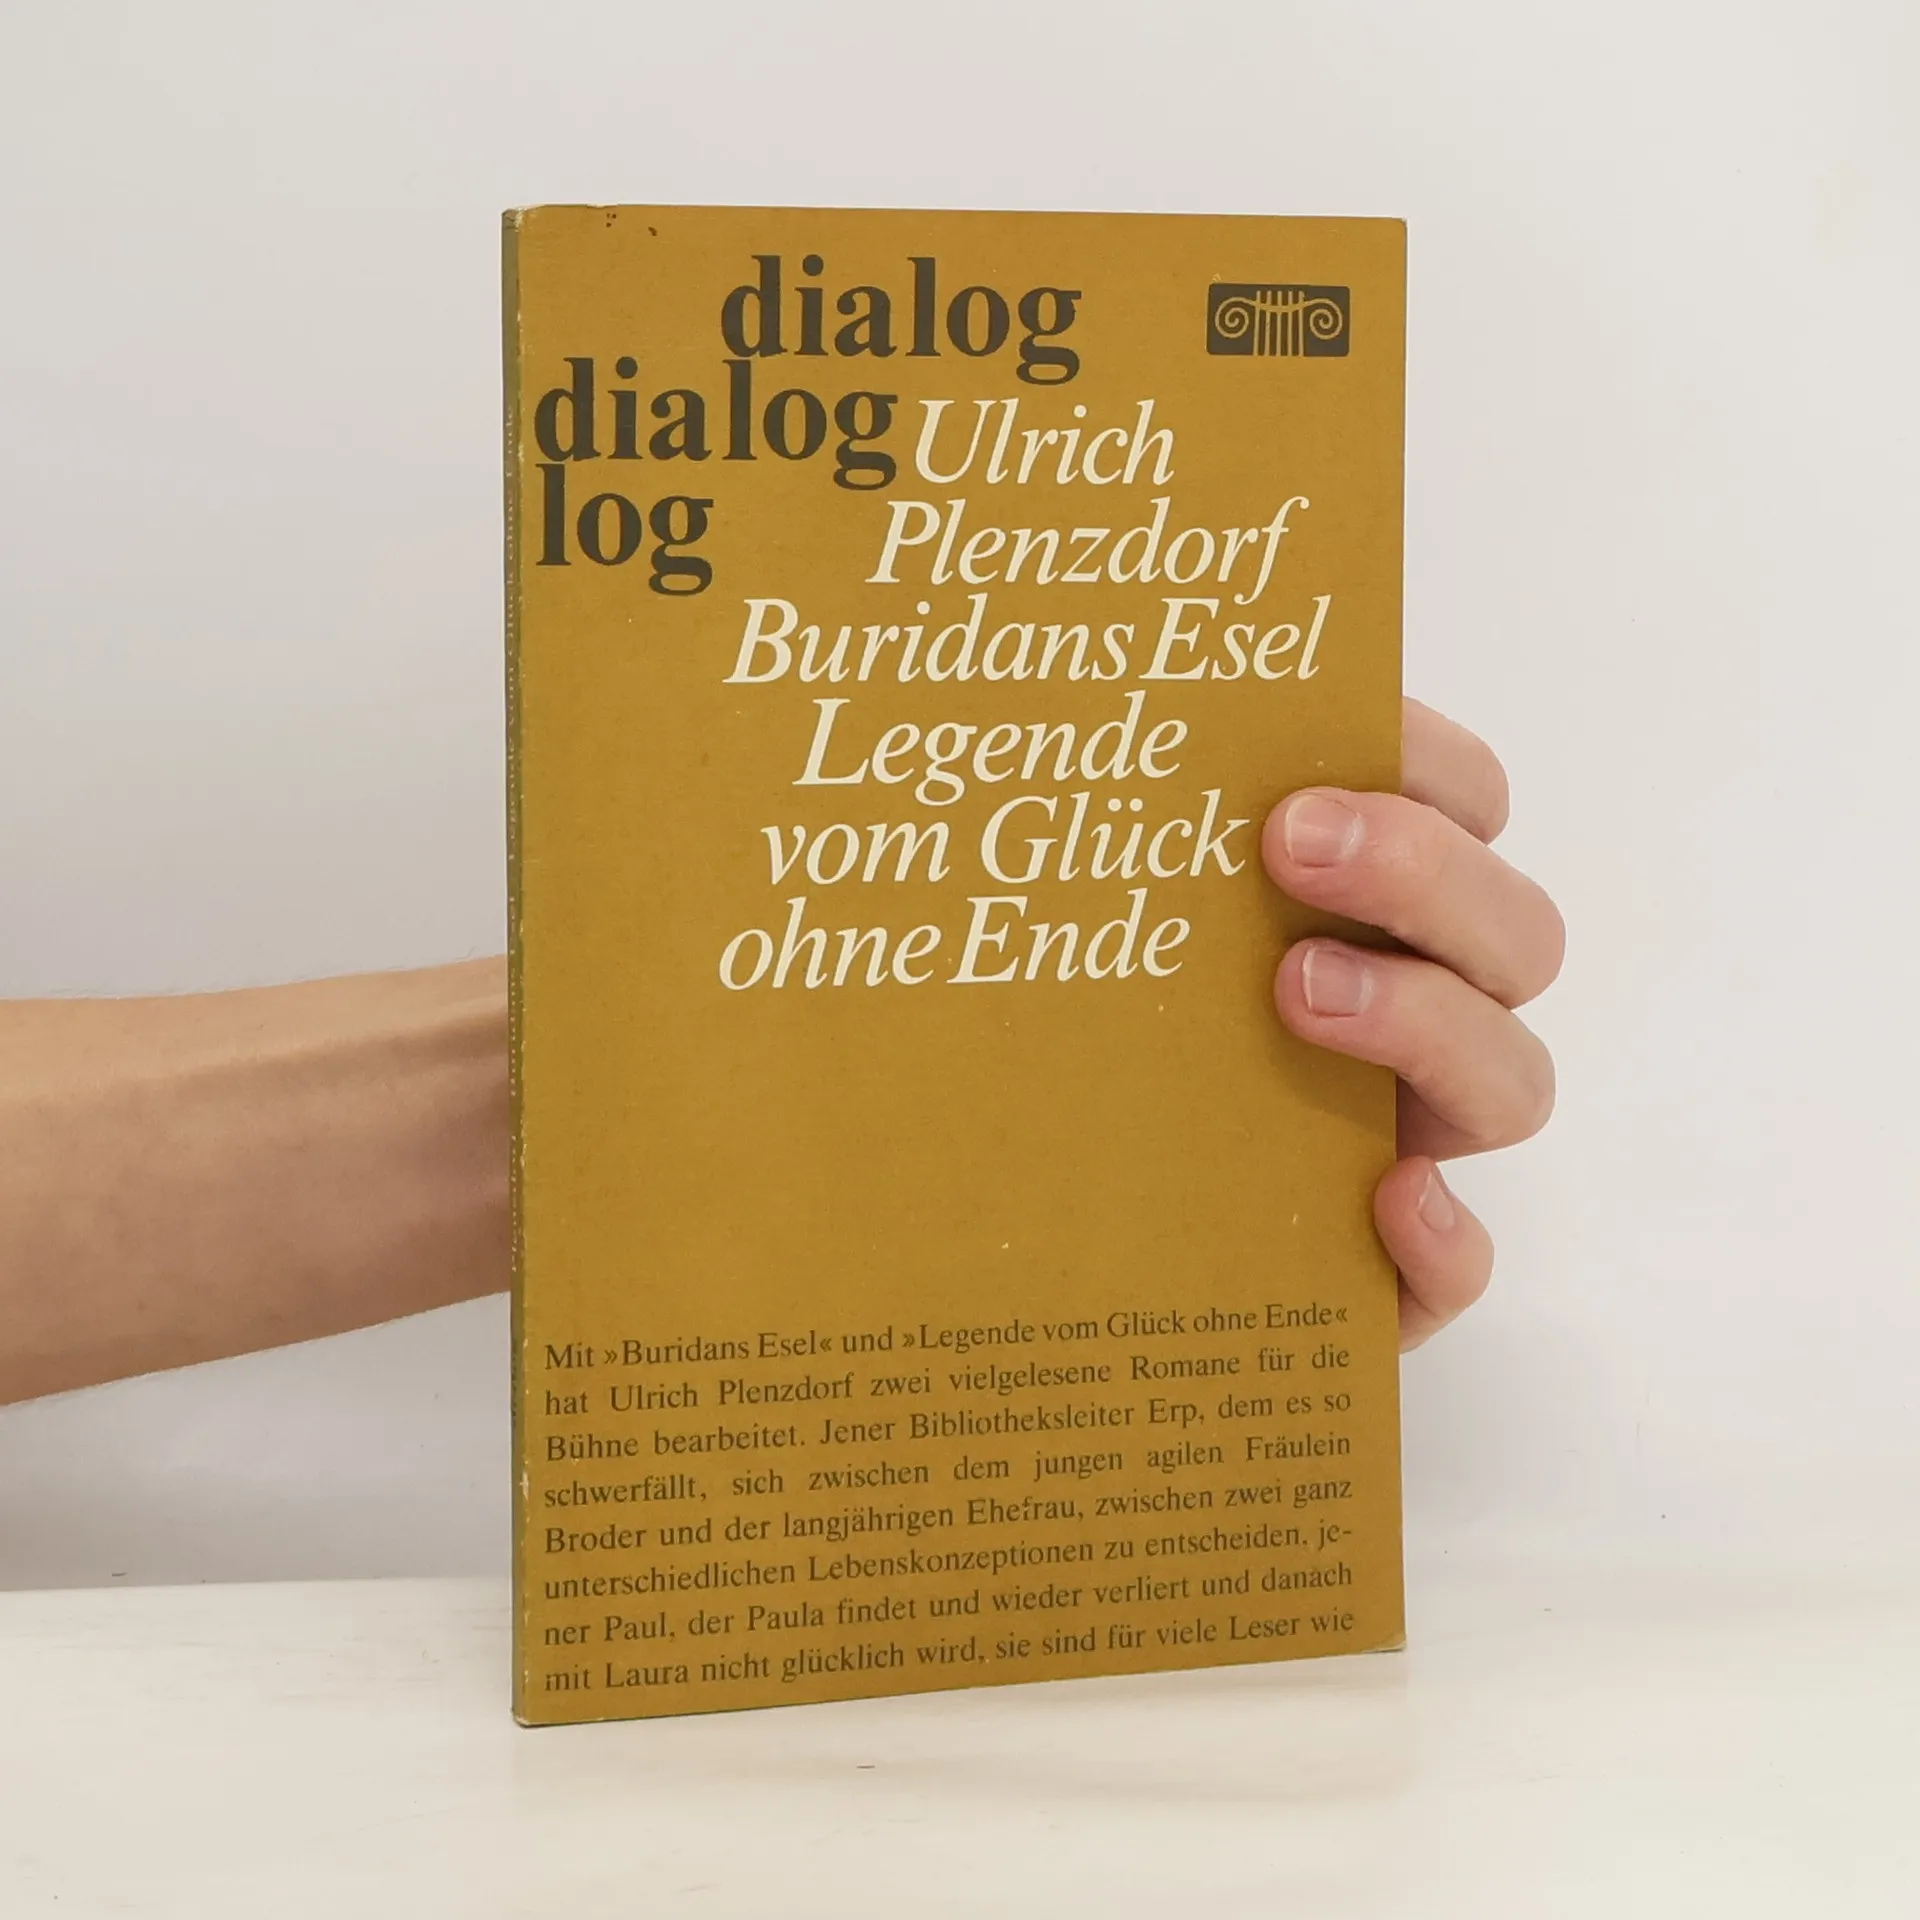 dialog
dialog
log
Ulrich
Plenzdorf
Buridans Esel
Legende
vom Glück
ohne Ende
Mit »Buridans Esel« und »Legende vom Glück ohne Ende«
hat Ulrich Plenzdorf zwei vielgelesene Romane für die
Bühne bearbeitet. Jener Bibliotheksleiter Erp, dem es so
schwerfällt, sich zwischen dem jungen agilen Fräulein
Broder und der langjährigen Ehefrau, zwischen zwei ganz
unterschiedlichen Lebenskonzeptionen zu entscheiden, je-
ner Paul, der Paula findet und wieder verliert und danach
mit Laura nicht glücklich wird, sie sind für viele Leser wie